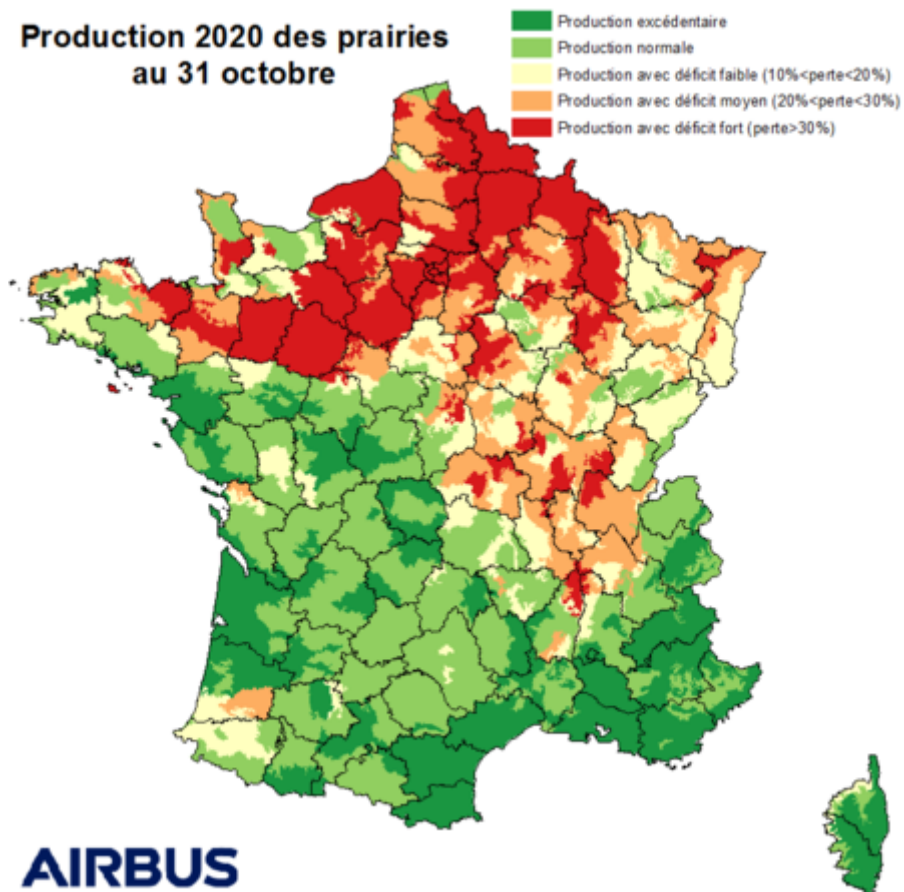 Production 2020 des prairies
au 31 octobre
Production excédentaire
Production normale
Production avec déficit faible (10%<perte<20%)
Production avec déficit moyen (20%<perte<30%)
Production avec déficit fort (perte>30%)
AIRBUS